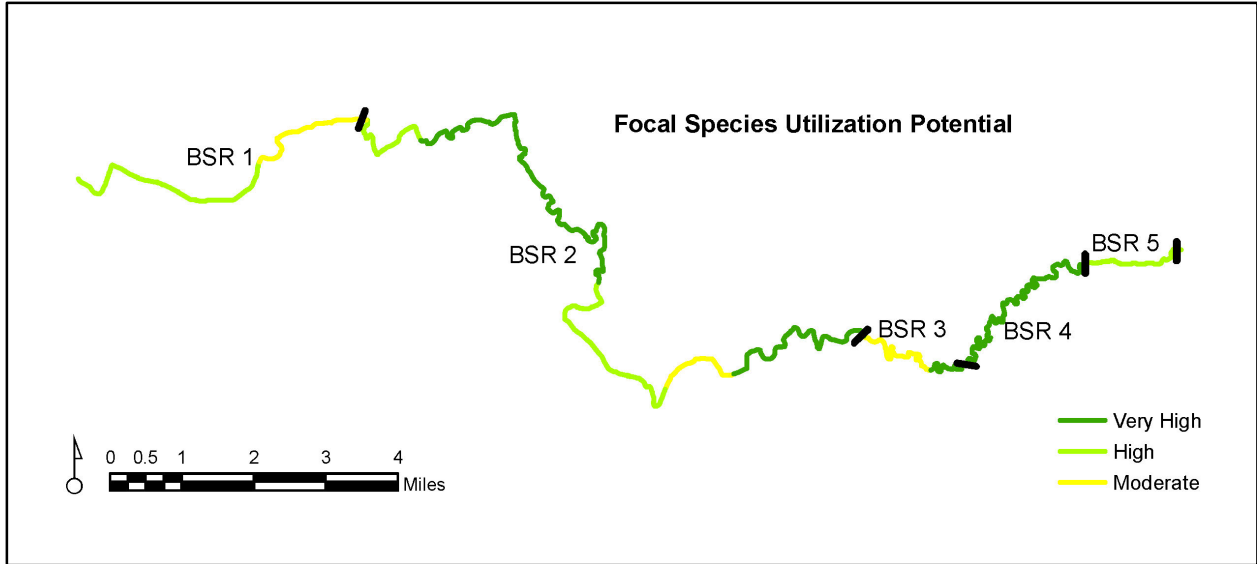 Focal Species Utilization Potential
BSR 1
BSR 2
BSR 5
BSR 3
BSR 4
Very High
High
Moderate
0 0.5 1 2 3 4
Miles